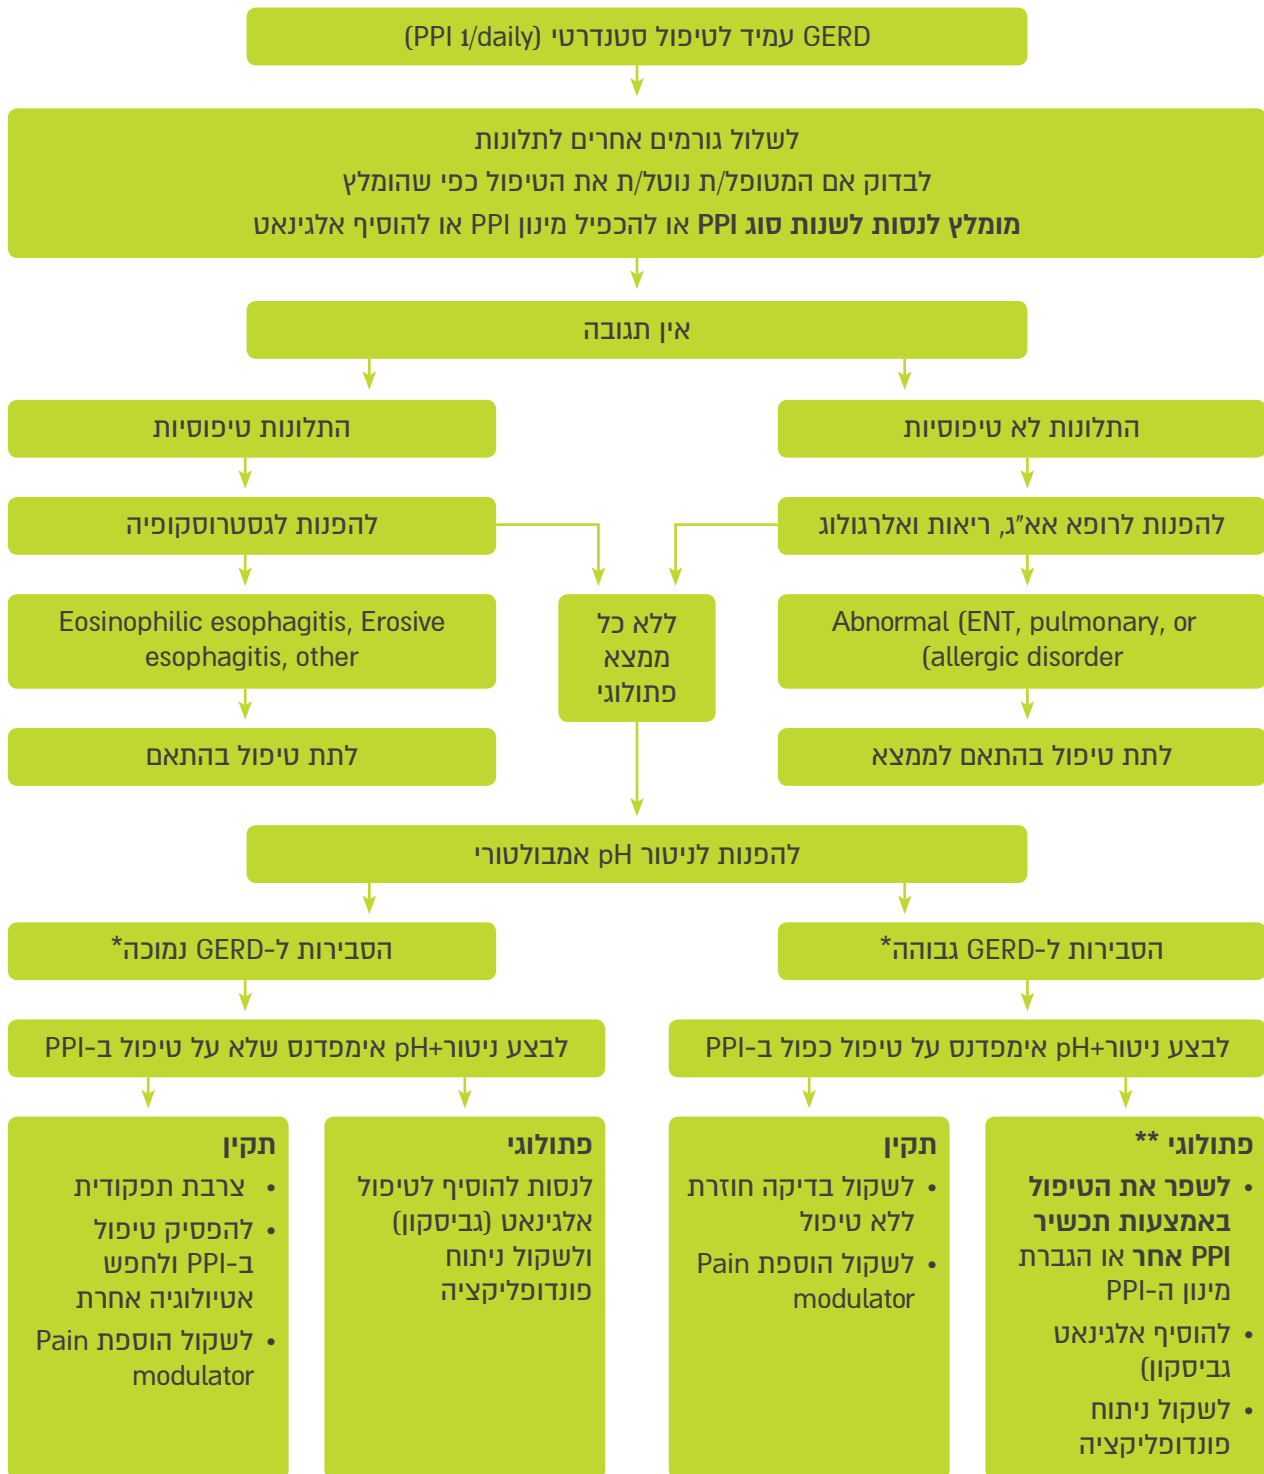 GERD עמיד לטיפול סטנדרטי (PPI 1/daily)
לשלול גורמים אחרים לתלונות
לבדוק אם המטופל/ת נוטל/ת את הטיפול כפי שהומלץ
מומלץ לנסות לשנות סוג PPI או להכפיל מינון PPI או להוסיף אלגינאט
אין תגובה
התלונות לא טיפוסיות
התלונות טיפוסיות
להפנות לרופא אא"ג, ריאות ואלרגולוג
להפנות לגסטרוסקופיה
Abnormal (ENT, pulmonary, or
(allergic disorder
ללא כל
ממצא
פתולוגי
Eosinophilic esophagitis, Erosive
esophagitis, other
לתת טיפול בהתאם לממצא
לתת טיפול בהתאם
להפנות לניטור pH אמבולטורי
הסבירות ל-GERD גבוהה*
הסבירות ל-GERD נמוכה*
לבצע ניטור+pH אימפדנס על טיפול כפול ב-PPI
לבצע ניטור+pH אימפדנס שלא על טיפול ב-PPI
פתולוגי **
• לשפר את הטיפול
באמצעות תכשיר
PPI אחר או הגברת
מינון ה-PPI
• להוסיף אלגינאט
גביסקון)
• לשקול ניתוח
פונדופליקציה
תקין
• לשקול בדיקה חוזרת
ללא טיפול
• לשקול הוספת Pain
modulator
פתולוגי
לנסות להוסיף לטיפול
אלגינאט (גביסקון)
ולשקול ניתוח
פונדופליקציה
תקין
• צרבת תפקודית
• להפסיק טיפול
ב-PPI ולחפש
אטיולוגיה אחרת
• לשקול הוספת Pain
modulator